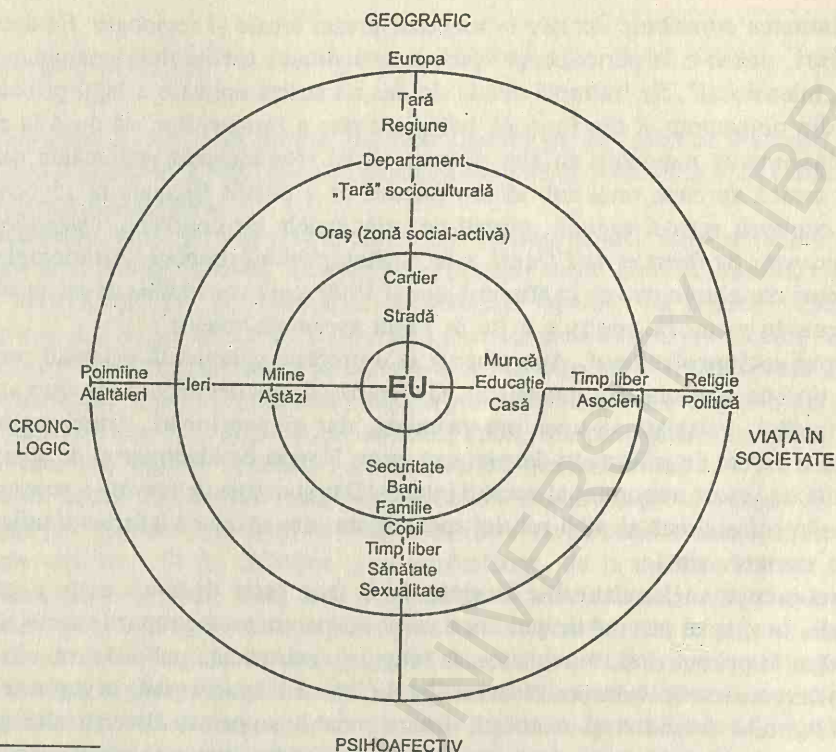 GEOGRAFIC
Europa
Țară
Regiune
Departament
„Țară” socioculturală
Oraș (zonă social-activă)
Cartier
Stradă
Poimîine
Alaltăieri
Ieri
Mîine
Astăzi
EU
Muncă
Educație
Casă
Timp liber
Asocieri
Religie
Politică
CRONO-
LOGIC
VIAȚA ÎN
SOCIETATE
Securitate
Bani
Familie
Copii
Timp liber
Sănătate
Sexualitate
PSIHOAFECTIV
UNIVERSITY LIBR